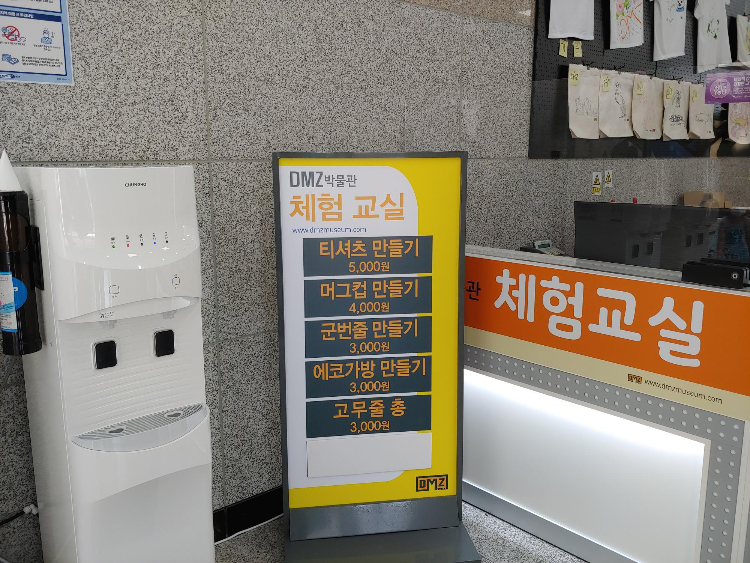 DMZ박물관
체험 교실
www.dmzmuseum.com
티셔츠 만들기
5,000원
머그컵 만들기
4,000원
군번줄 만들기
3,000원
에코가방 만들기
3,000원
고무줄 총
3,000원
DMZ
관 체험교실
www.dmzmuseum.com